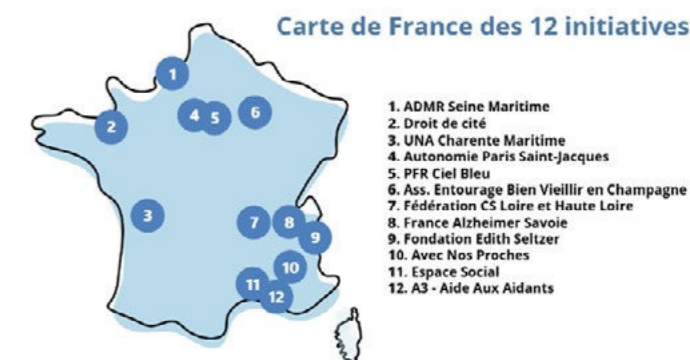 Carte de France des 12 initiatives
1
4
5
6
2
3
7
8
9
10
11
12
1. ADMR Seine Maritime
2. Droit de cité
3. UNA Charente Maritime
4. Autonomie Paris Saint-Jacques
5. PFR Ciel Bleu
6. Ass. Entourage Bien Vieillir en Champagne
7. Fédération CS Loire et Haute Loire
8. France Alzheimer Savoie
9. Fondation Edith Seltzer
10. Avec Nos Proches
11. Espace Social
12. A3 - Aide Aux Aidants